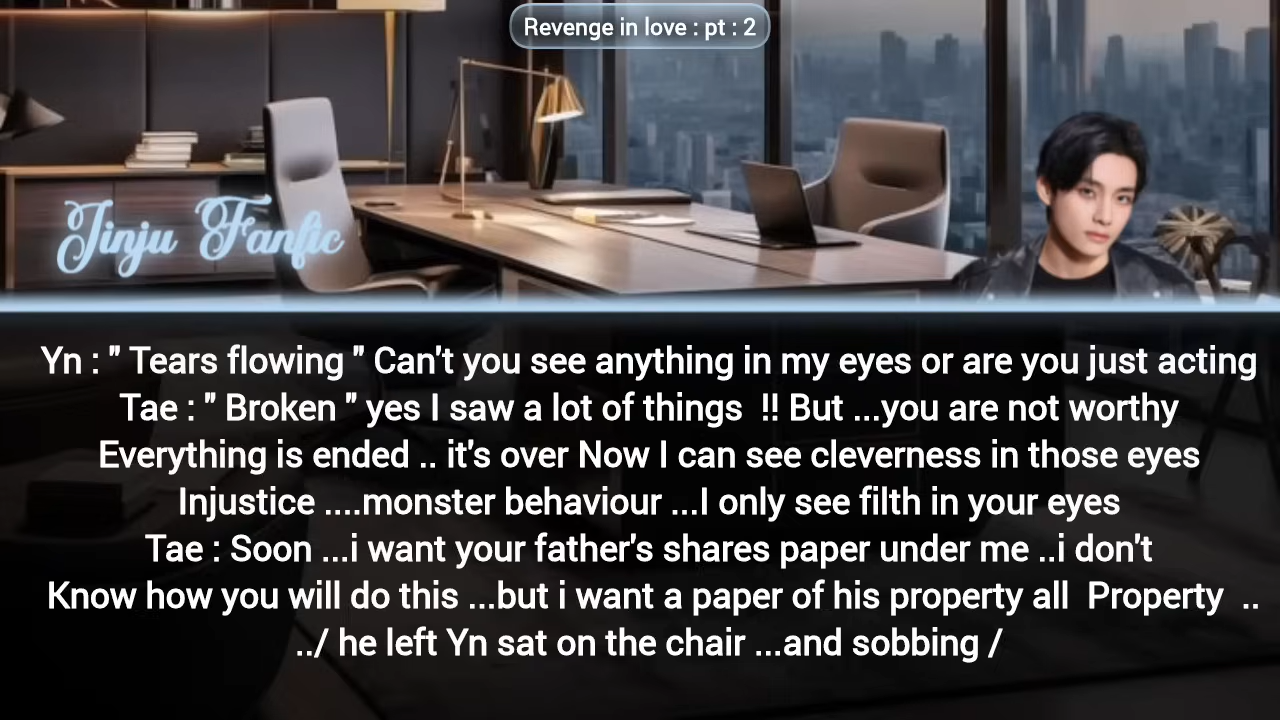 Revenge in love : pt : 2
Jinju Fanfic
Yn : " Tears flowing " Can't you see anything in my eyes or are you just acting
Tae : " Broken " yes I saw a lot of things  !! But ...you are not worthy
Everything is ended .. it's over Now I can see cleverness in those eyes
Injustice ....monster behaviour ...I only see filth in your eyes
Tae : Soon ...i want your father's shares paper under me ..i don't
Know how you will do this ...but i want a paper of his property all  Property  ..
../ he left Yn sat on the chair ...and sobbing /